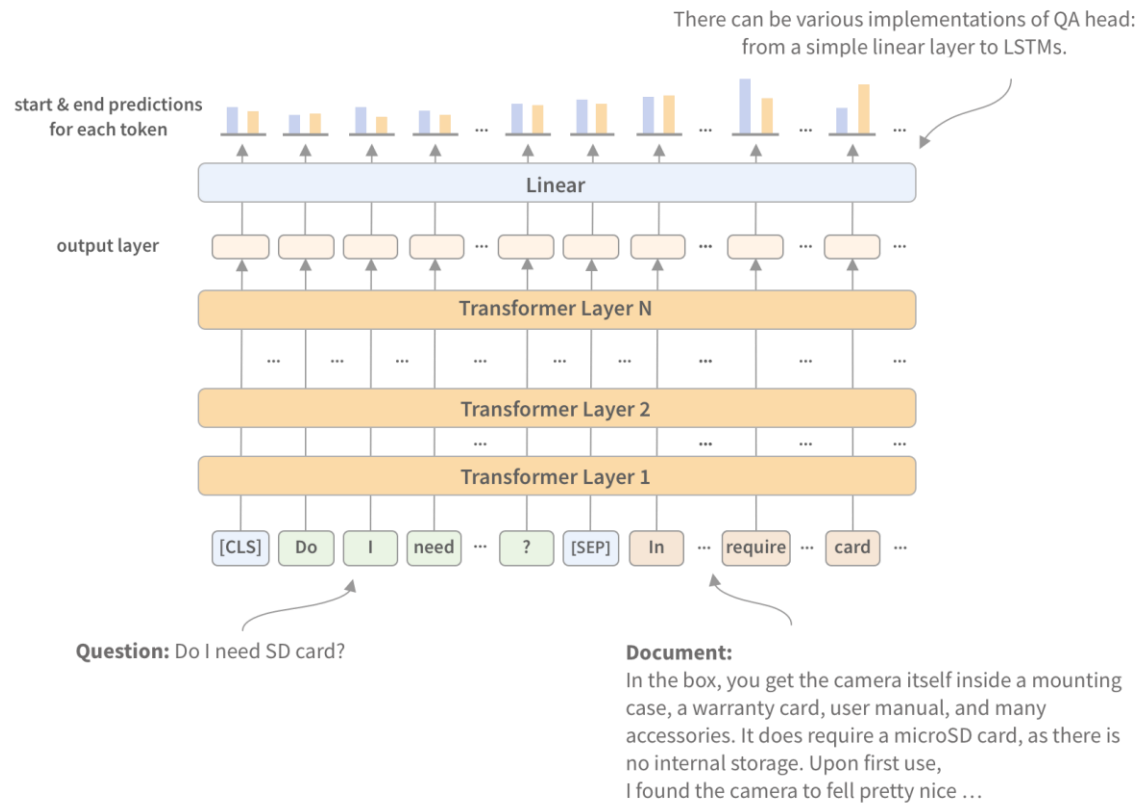 There can be various implementations of QA head:
from a simple linear layer to LSTMs.
start & end predictions
for each token
... ... ... ...
Linear
output layer
... ... ... ...
Transformer Layer N
... ... ... ... ... ... ... ...
Transformer Layer 2
... ... ... ...
Transformer Layer 1
[CLS] Do I need ... ? [SEP] In ... require ... card ...
Question: Do I need SD card?
Document:
In the box, you get the camera itself inside a mounting
case, a warranty card, user manual, and many
accessories. It does require a microSD card, as there is
no internal storage. Upon first use,
I found the camera to fell pretty nice ...